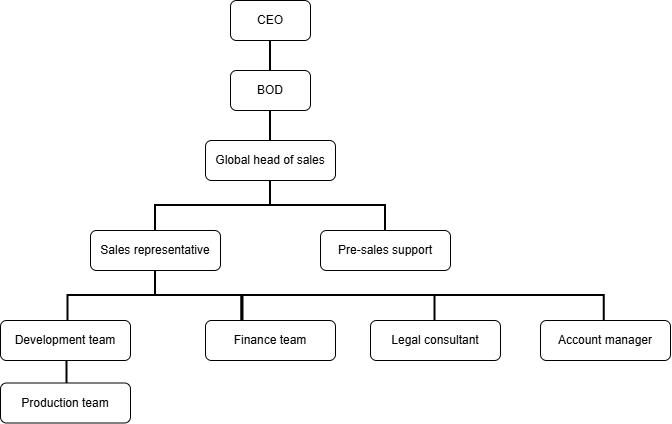 CEO
BOD
Global head of sales
Sales representative
Pre-sales support
Development team
Finance team
Legal consultant
Account manager
Production team